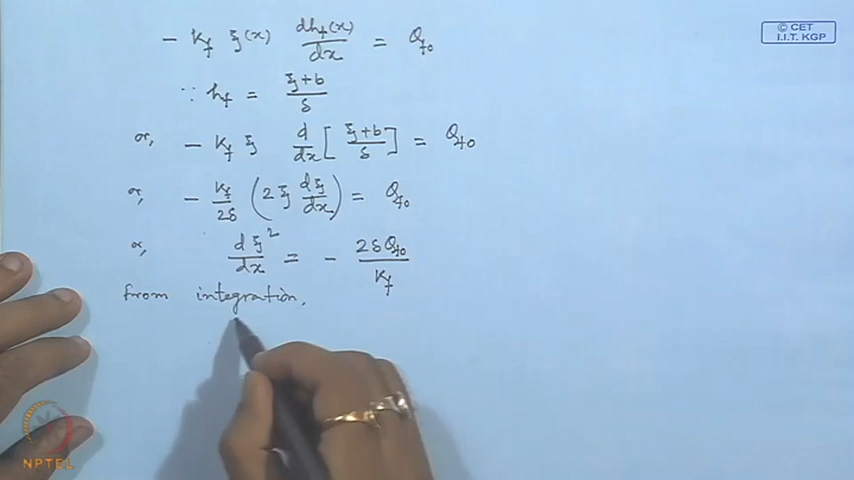 © CET
I.I.T. KGP
- K_f ξ(x) dh_f(x)/dx = Q_f0
∵ h_f = (ξ+b)/δ
or, - K_f ξ d/dx [ (ξ+b)/δ ] = Q_f0
or, - K_f/2δ (2ξ dξ/dx) = Q_f0
or, dξ²/dx = - 2δQ_f0/K_f
From integration,
NPTEL